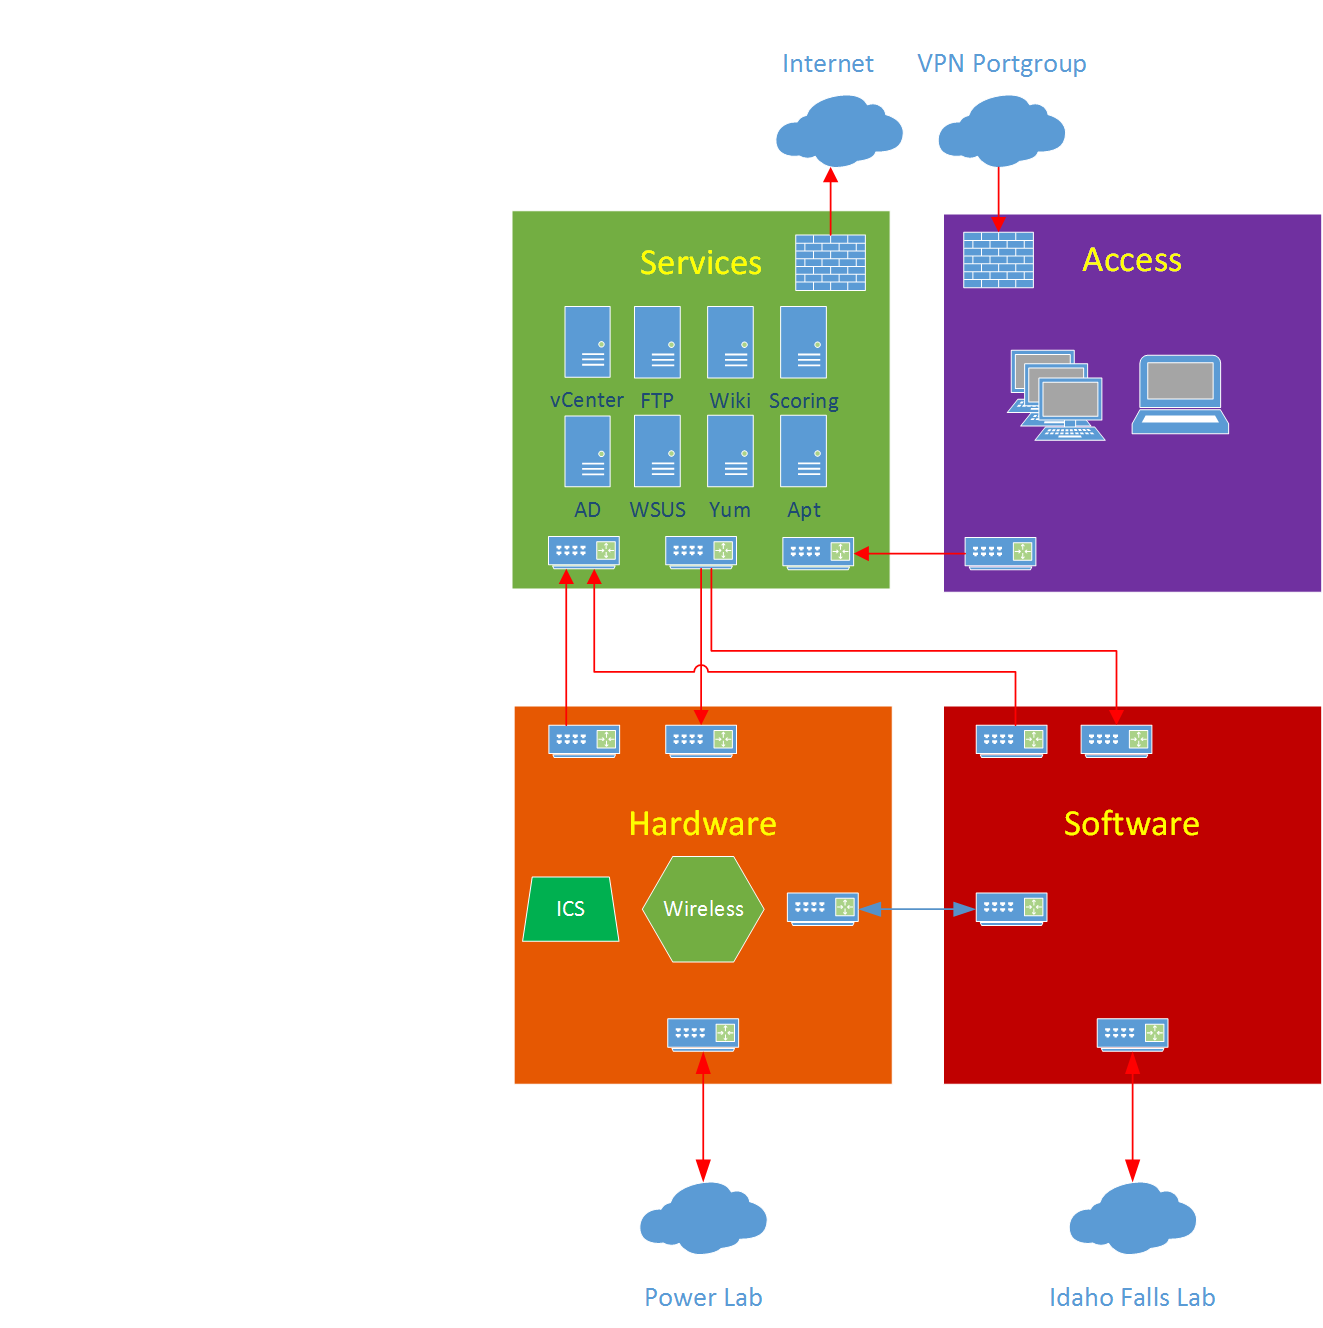 Internet
VPN Portgroup
Services
Access
vCenter
FTP
Wiki
Scoring
AD
WSUS
Yum
Apt
Hardware
Software
ICS
Wireless
Power Lab
Idaho Falls Lab